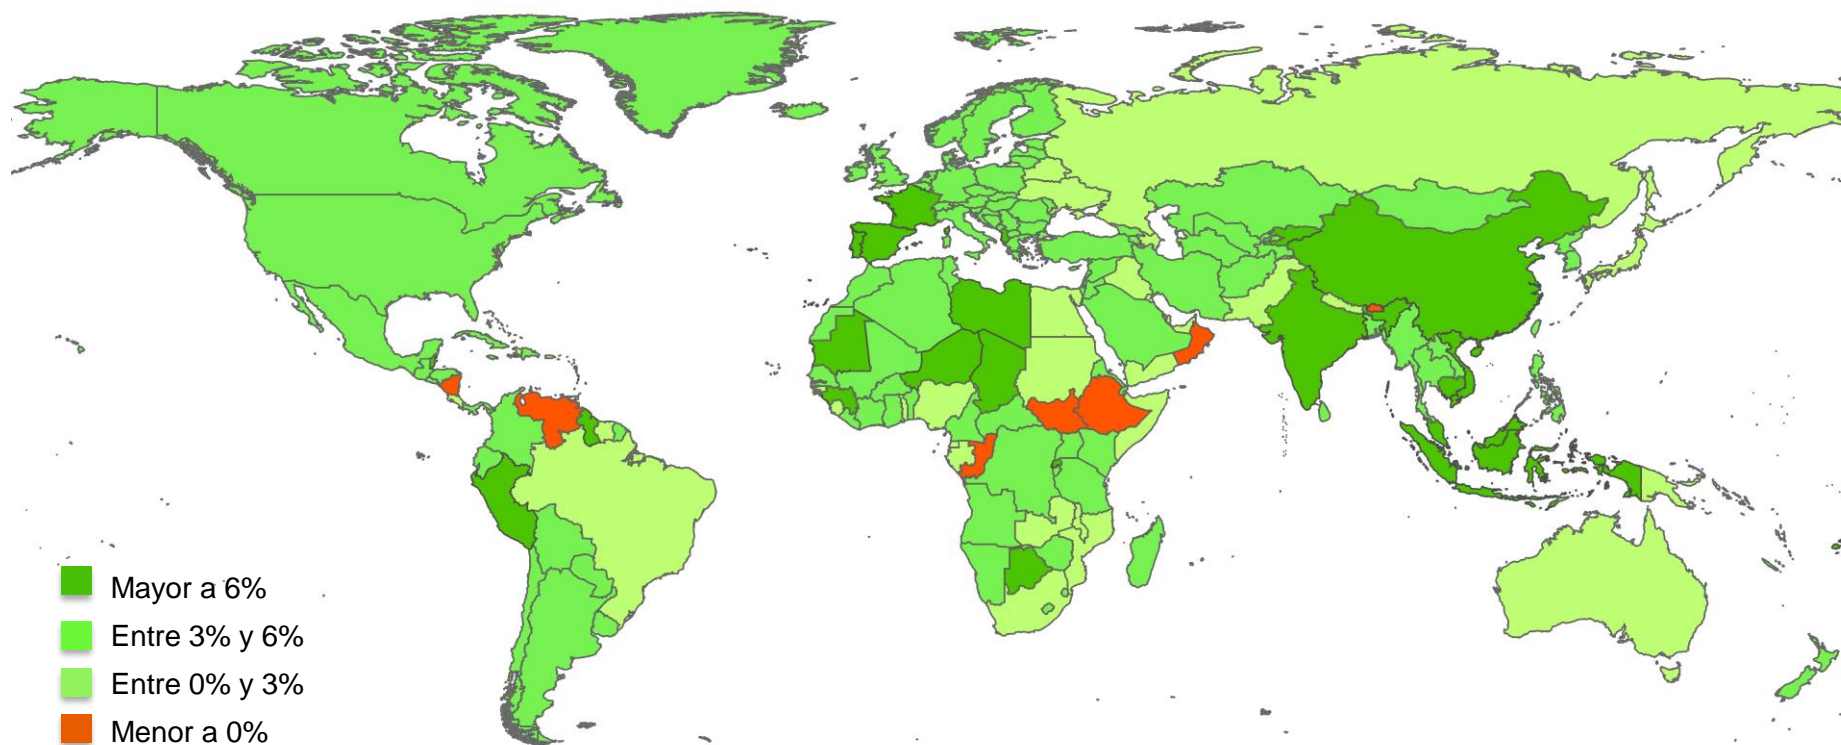 Mayor a 6%
Entre 3% y 6%
Entre 0% y 3%
Menor a 0%